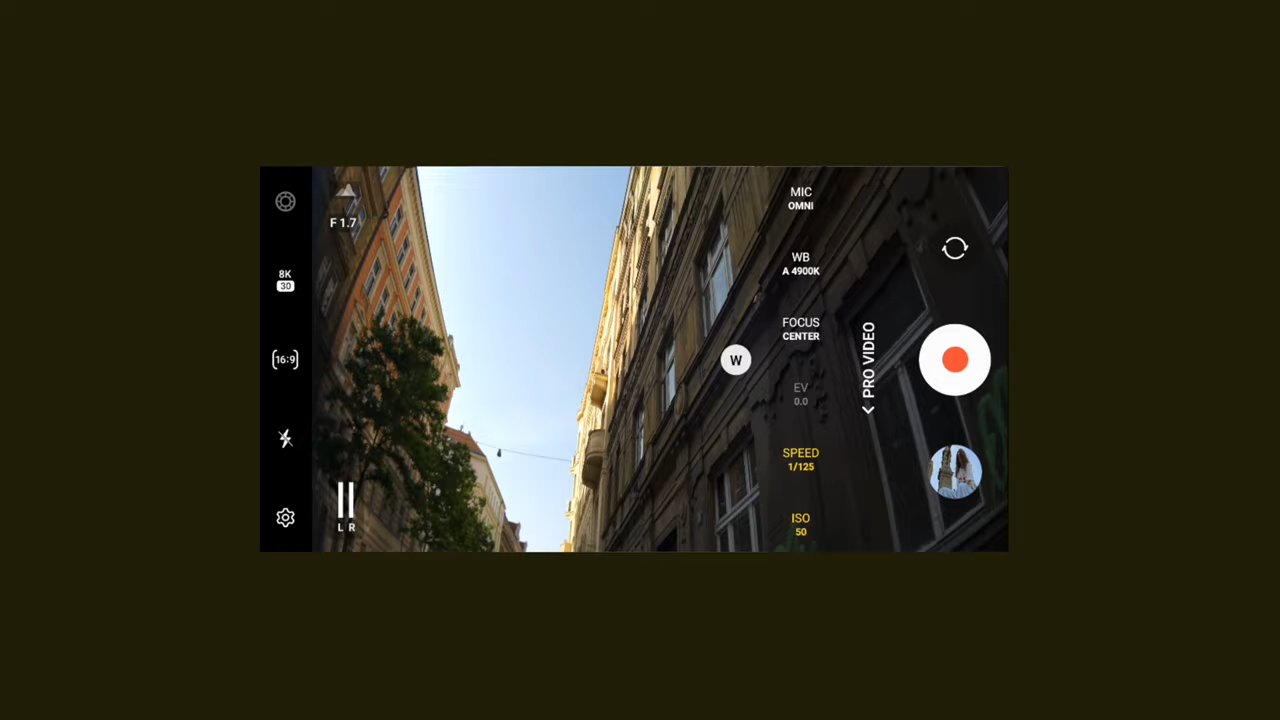 F 1.7
8K
30
16:9
L R
MIC
OMNI
WB
A 4900K
FOCUS
CENTER
W
EV
0.0
SPEED
1/125
ISO
50
PRO VIDEO